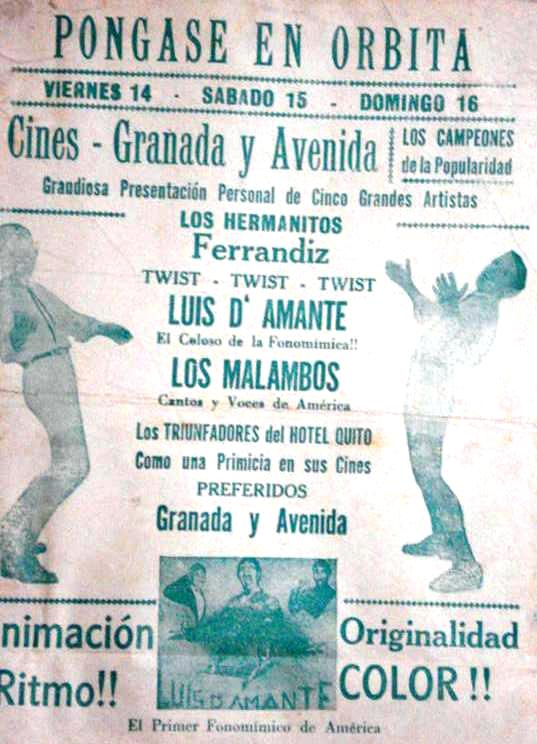 PONGASE EN ORBITA
VIERNES 14 - SABADO 15 - DOMINGO 16
Cines - Granada y Avenida
LOS CAMPEONES
de la Popularidad
Grandiosa Presentación Personal de Cinco Grandes Artistas
LOS HERMANITOS
Ferrandiz
TWIST - TWIST - TWIST
LUIS D' AMANTE
El Coloso de la Fonomímica!!
LOS MALAMBOS
Cantos y Voces de América
Los TRIUNFADORES del HOTEL QUITO
Como una Primicia en sus Cines
PREFERIDOS
Granada y Avenida
nimación
Ritmo!!
LUIS D'AMANTE
Originalidad
COLOR !!
El Primer Fonomímico de América